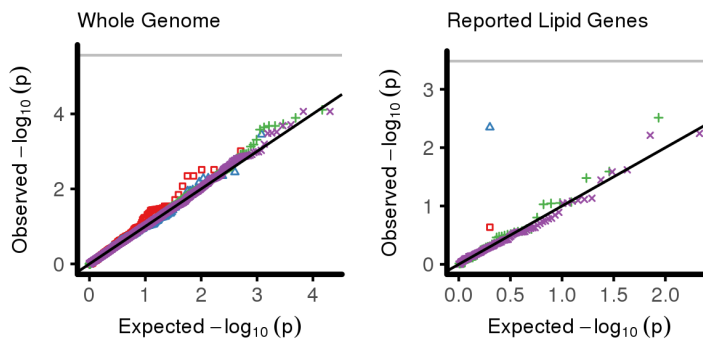 Whole Genome
Observed −log10 (p)
4
2
0
0 1 2 3 4
Expected −log10 (p)
Reported Lipid Genes
Observed −log10 (p)
3
2
1
0
0.0 0.5 1.0 1.5 2.0
Expected −log10 (p)